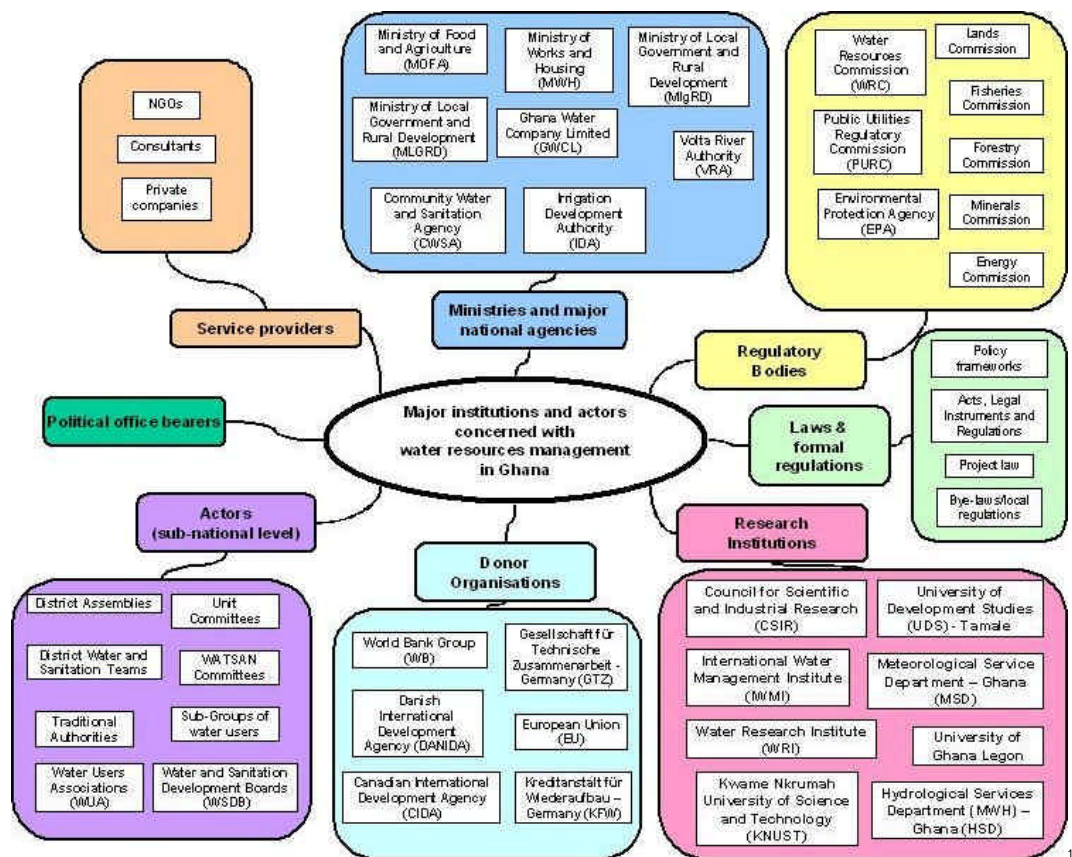 NGOs
Consultants
Private
companies
Service providers
Ministry of Food
and Agriculture
(MOFA)
Ministry of
Works and
Housing
(MWH)
Ministry of Local
Government and
Rural
Development
(MlgRD)
Ministry of Local
Government and
Rural Development
(MLGRD)
Ghana Water
Company Limited
(GWCL)
Volta River
Authority
(VRA)
Community Water
and Sanitation
Agency
(CWSA)
Irrigation
Development
Authority
(IDA)
Ministries and major
national agencies
Water
Resources
Commission
(WRC)
Lands
Commission
Fisheries
Commission
Public Utilities
Regulatory
Commission
(PURC)
Forestry
Commission
Environmental
Protection Agency
(EPA)
Minerals
Commission
Energy
Commission
Regulatory
Bodies
Political office bearers
Major institutions and actors
concerned with
water resources management
in Ghana
Laws &
formal
regulations
Policy
frameworks
Acts, Legal
Instruments and
Regulations
Project law
Bye-laws/local
regulations
Actors
(sub-national level)
District Assemblies
Unit
Committees
District Water and
Sanitation Teams
WATSAN
Committees
Traditional
Authorities
Sub-Groups of
water users
Water Users
Associations
(WUA)
Water and Sanitation
Development Boards
(WSDB)
Donor
Organisations
World Bank Group
(WB)
Gesellschaft für
Technische
Zusammenarbeit -
Germany (GTZ)
Danish
International
Development
Agency (DANIDA)
European Union
(EU)
Canadian International
Development Agency
(CIDA)
Kreditanstalt für
Wiederaufbau –
Germany (KFW)
Research
Institutions
Council for Scientific
and Industrial Research
(CSIR)
University of
Development Studies
(UDS) - Tamale
International Water
Management Institute
(IWMI)
Meteorological Service
Department – Ghana
(MSD)
Water Research Institute
(WRI)
University of
Ghana Legon
Kwame Nkrumah
University of Science
and Technology
(KNUST)
Hydrological Services
Department (MWH) –
Ghana (HSD)
1